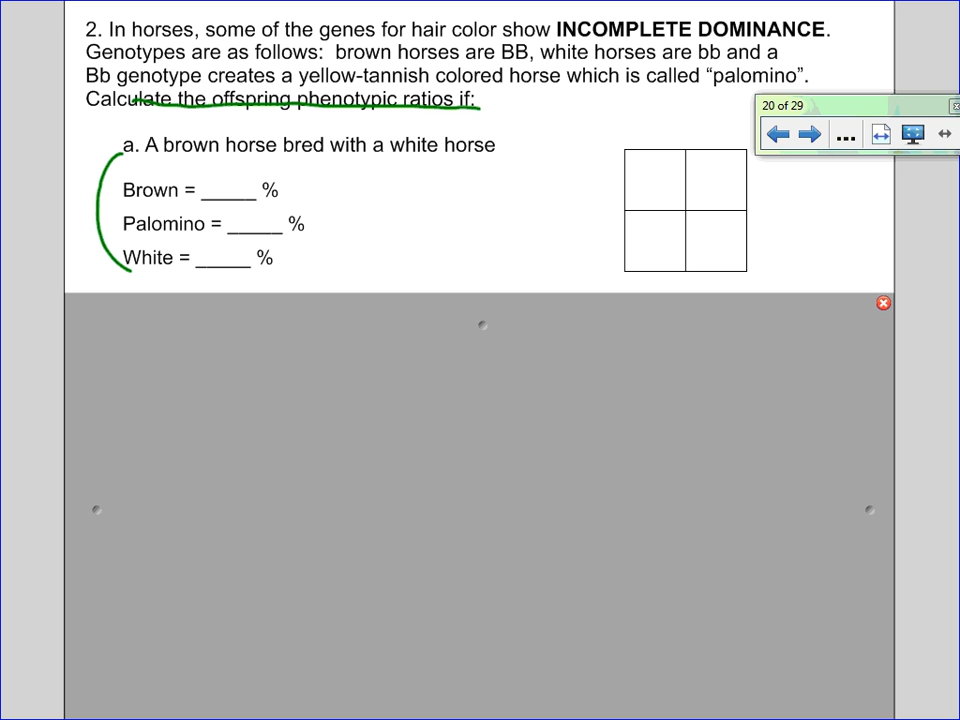 2. In horses, some of the genes for hair color show INCOMPLETE DOMINANCE.
Genotypes are as follows:  brown horses are BB, white horses are bb and a
Bb genotype creates a yellow-tannish colored horse which is called “palomino”.
Calculate the offspring phenotypic ratios if:
20 of 29
a. A brown horse bred with a white horse
Brown = _____ %
Palomino = _____ %
White = _____ %